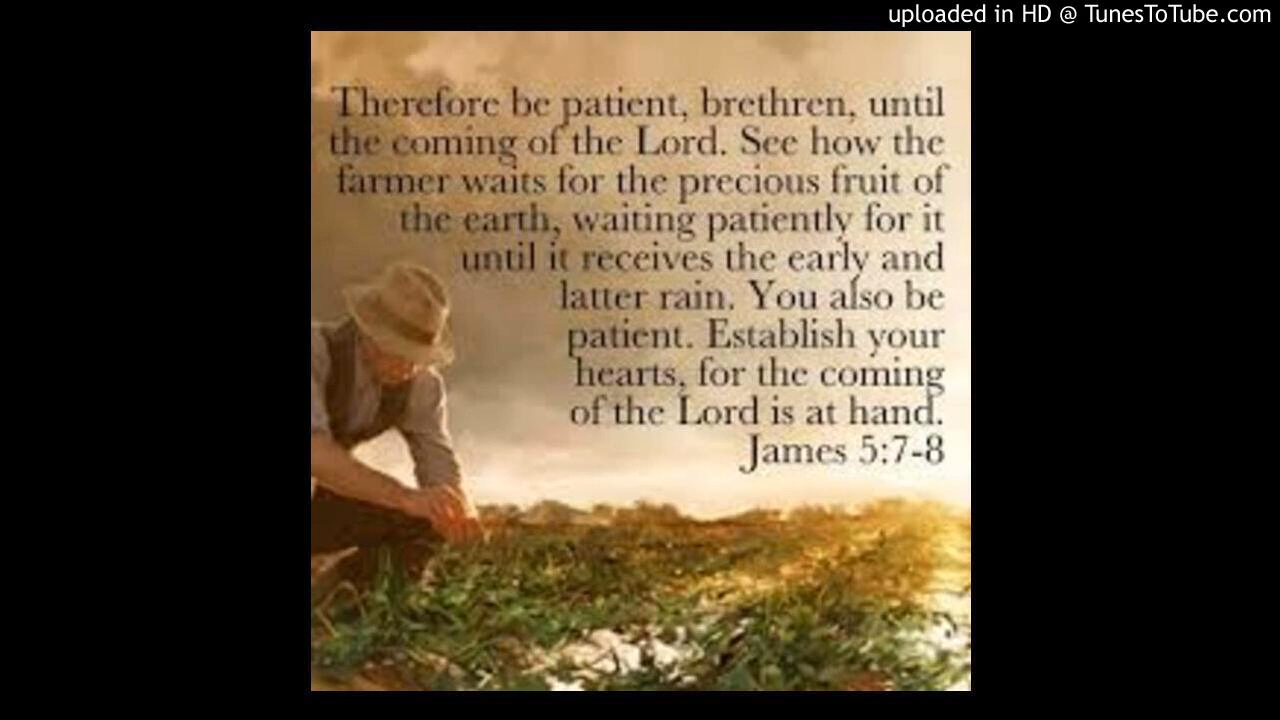 uploaded in HD @ TunesToTube.com
Therefore be patient, brethren, until
the coming of the Lord. See how the
farmer waits for the precious fruit of
the earth, waiting patiently for it
until it receives the early and
latter rain. You also be
patient. Establish your
hearts, for the coming
of the Lord is at hand.
James 5:7-8